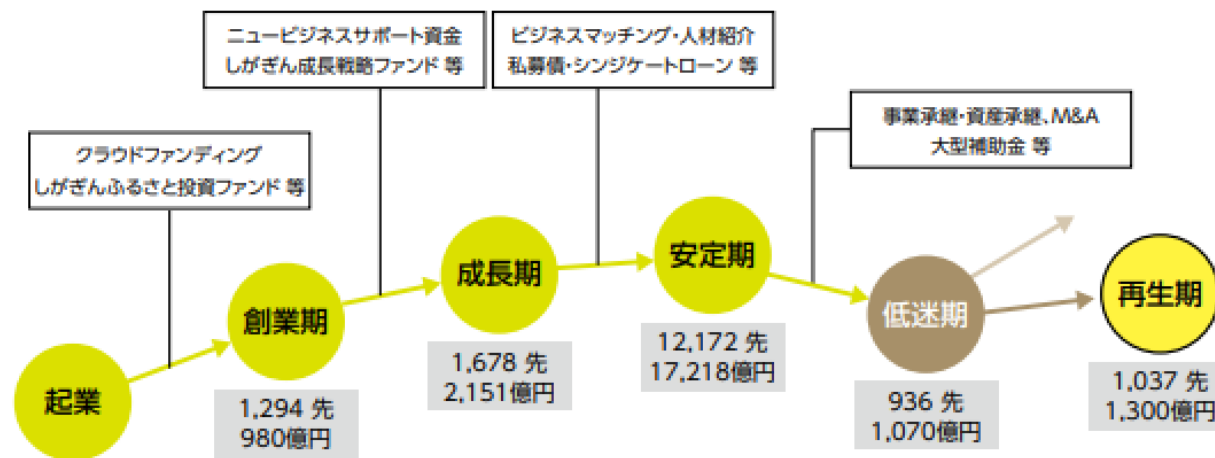 ニュービジネスサポート資金
しがぎん成長戦略ファンド 等
ビジネスマッチング・人材紹介
私募債・シンジケートローン 等
事業承継・資産承継、M&A
大型補助金 等
クラウドファンディング
しがぎんふるさと投資ファンド 等
起業
創業期
1,294 先
980億円
成長期
1,678 先
2,151億円
安定期
12,172 先
17,218億円
低迷期
936 先
1,070億円
再生期
1,037 先
1,300億円